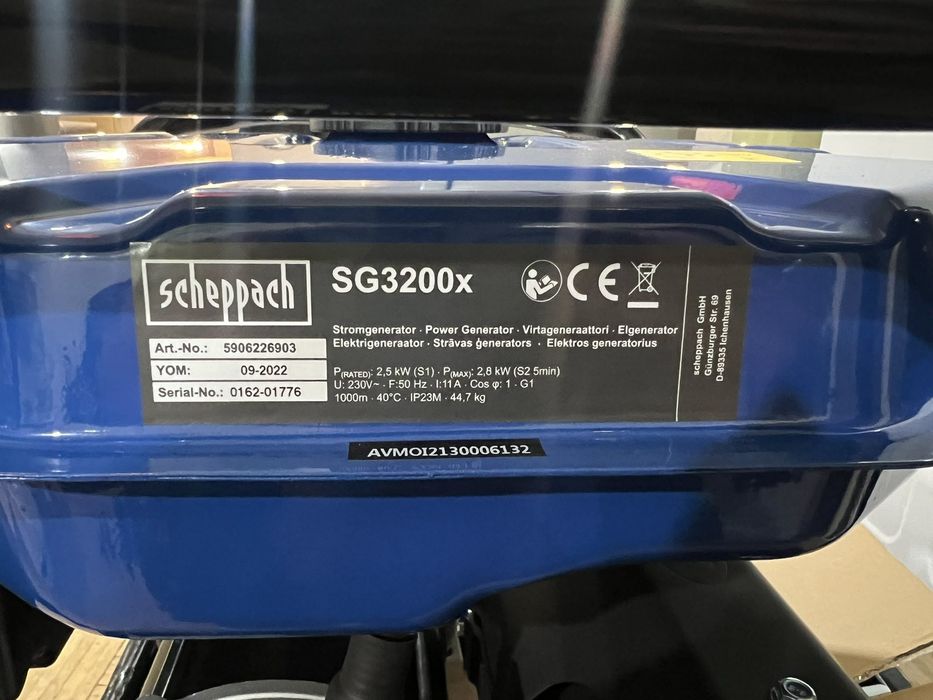 scheppach
SG3200x
CE
Stromgenerator · Power Generator · Virtageneraattori · Elgenerator
Elektrigeneraator · Strāvas ģenerators · Elektros generatorius
Art.-No.: 5906226903
YOM: 09-2022
Serial-No.: 0162-01776
P(RATED): 2,5 kW (S1) · P(MAX): 2,8 kW (S2 5min)
U: 230V~ · F:50 Hz · I:11A · Cos φ: 1 · G1
1000m · 40°C · IP23M · 44,7 kg
scheppach GmbH
Günzburger Str. 69
D-89335 Ichenhausen
AVMOI2130006132